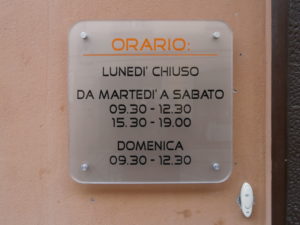 ORARIO:
LUNEDI' CHIUSO
DA MARTEDI' A SABATO
09.30 - 12.30
15.30 - 19.00
DOMENICA
09.30 - 12.30